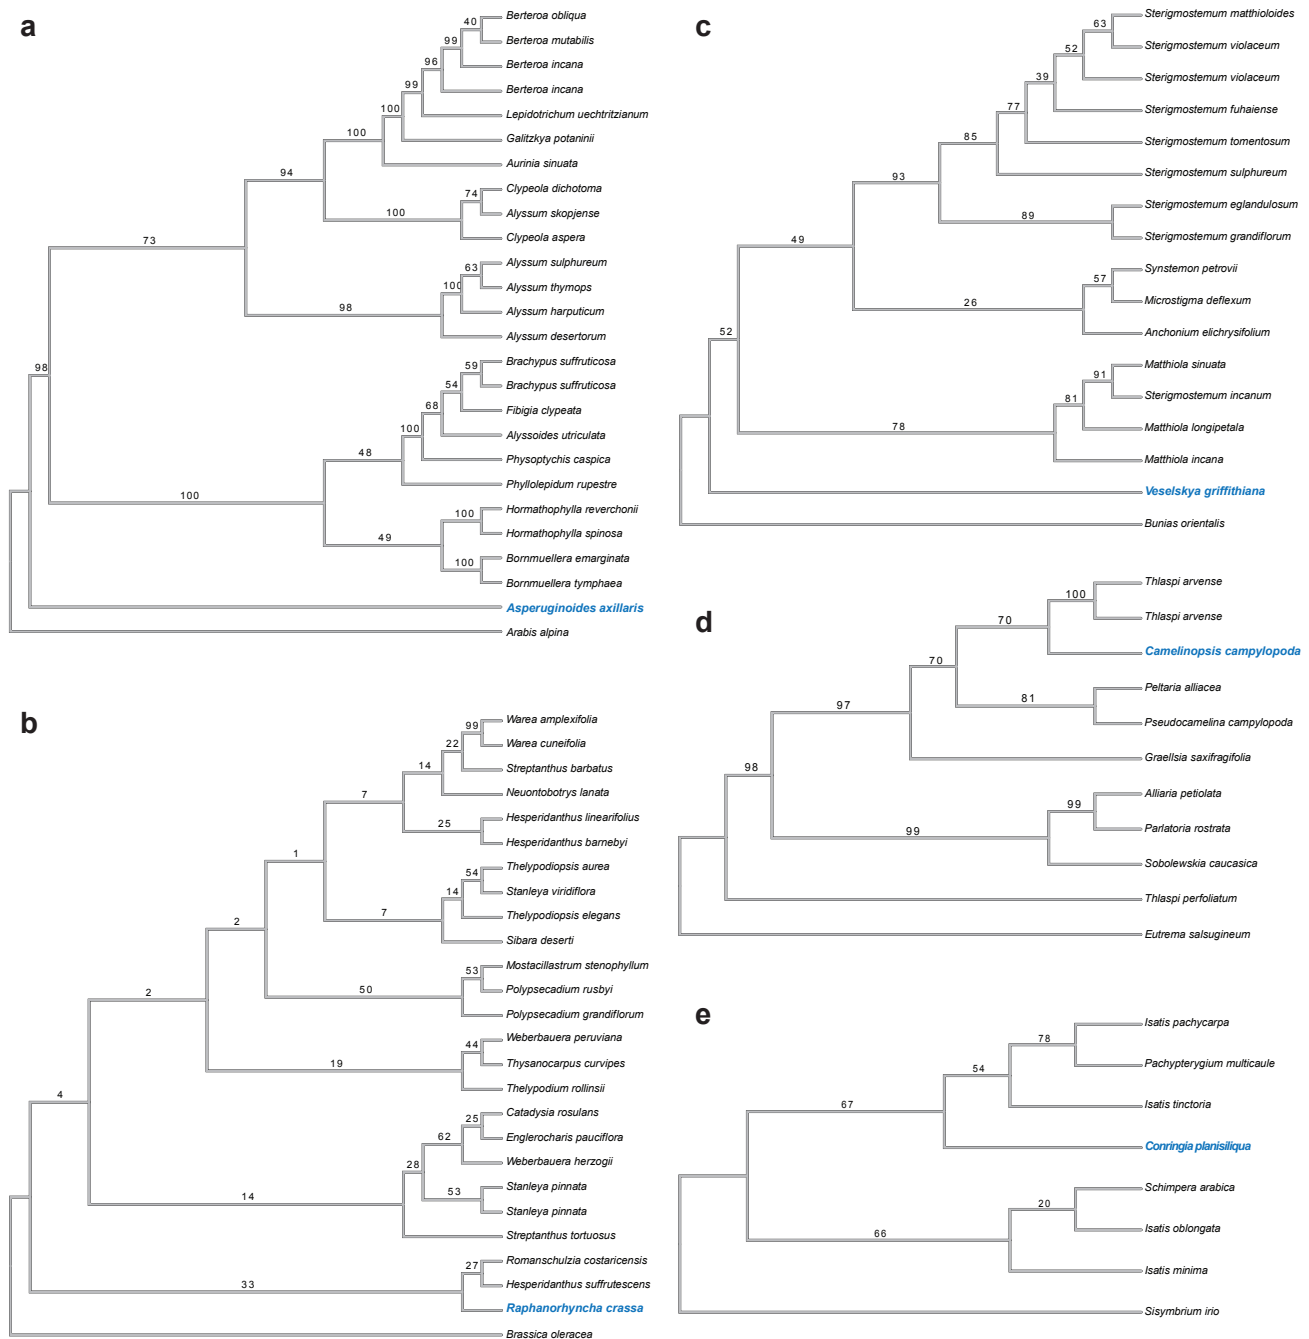 a
Berteroa obliqua
40
Berteroa mutabilis
99
Berteroa incana
96
Berteroa incana
99
Lepidotrichum uechtritzianum
100
Galitzkya potaninii
100
Aurinia sinuata
94
Clypeola dichotoma
74
Alyssum skopjense
100
Clypeola aspera
73
Alyssum sulphureum
63
Alyssum thymops
100
Alyssum harputicum
98
Alyssum desertorum
98
Brachypus suffruticosa
59
Brachypus suffruticosa
54
Fibigia clypeata
68
Alyssoides utriculata
100
Physoptychis caspica
48
Phyllolepidum rupestre
100
Hormathophylla reverchonii
100
Hormathophylla spinosa
49
Bornmuellera emarginata
100
Bornmuellera tymphaea
Asperuginoides axillaris
Arabis alpina
b
Warea amplexifolia
99
Warea cuneifolia
22
Streptanthus barbatus
14
Neuontobotrys lanata
7
Hesperidanthus linearifolius
25
Hesperidanthus barnebyi
1
Thelypodiopsis aurea
54
Stanleya viridiflora
14
Thelypodiopsis elegans
7
Sibara deserti
2
Mostacillastrum stenophyllum
53
Polypsecadium rusbyi
50
Polypsecadium grandiflorum
2
Weberbauera peruviana
44
Thysanocarpus curvipes
19
Thelypodium rollinsii
4
Catadysia rosulans
25
Englerocharis pauciflora
62
Weberbauera herzogii
28
Stanleya pinnata
53
Stanleya pinnata
14
Streptanthus tortuosus
Romanschulzia costaricensis
27
Hesperidanthus suffrutescens
33
Raphanorhyncha crassa
Brassica oleracea
c
Sterigmostemum matthioloides
63
Sterigmostemum violaceum
52
Sterigmostemum violaceum
39
Sterigmostemum fuhaiense
77
Sterigmostemum tomentosum
85
Sterigmostemum sulphureum
93
Sterigmostemum eglandulosum
89
Sterigmostemum grandiflorum
49
Synstemon petrovii
57
Microstigma deflexum
26
Anchonium elichrysifolium
52
Matthiola sinuata
91
Sterigmostemum incanum
81
Matthiola longipetala
78
Matthiola incana
Veselskya griffithiana
Bunias orientalis
d
Thlaspi arvense
100
Thlaspi arvense
70
Camelinopsis campylopoda
70
Peltaria alliacea
81
Pseudocamelina campylopoda
97
Graellsia saxifragifolia
98
Alliaria petiolata
99
Parlatoria rostrata
99
Sobolewskia caucasica
Thlaspi perfoliatum
Eutrema salsugineum
e
Isatis pachycarpa
78
Pachypterygium multicaule
54
Isatis tinctoria
67
Conringia planisiliqua
Schimpera arabica
20
Isatis oblongata
66
Isatis minima
Sisymbrium irio